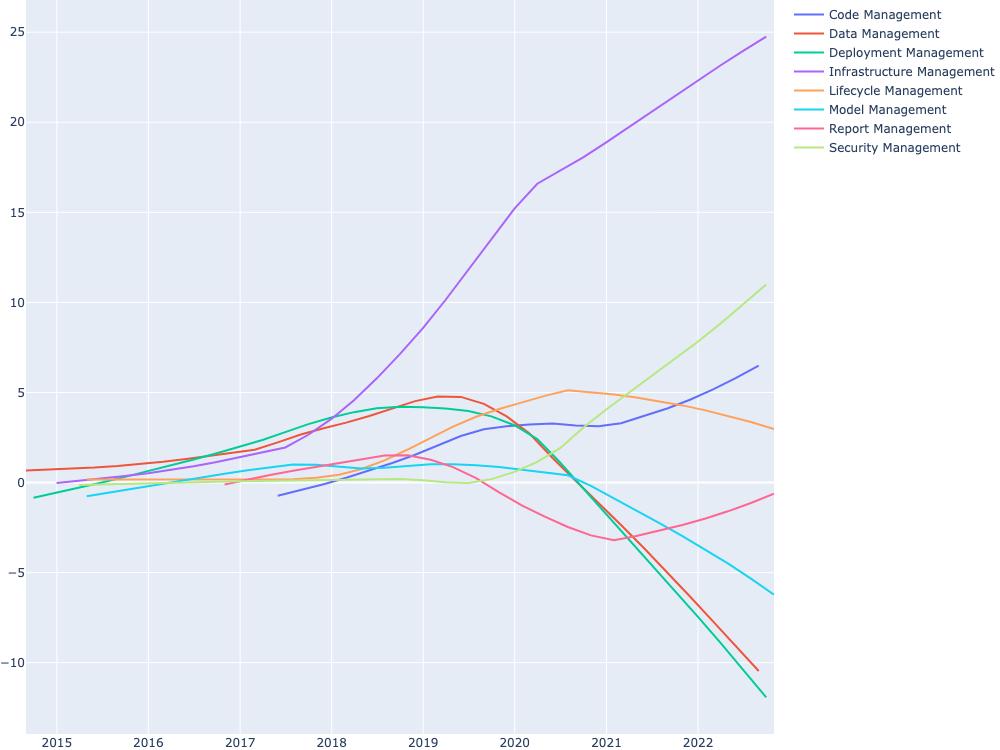 25
20
15
10
5
0
−5
−10
2015
2016
2017
2018
2019
2020
2021
2022
Code Management
Data Management
Deployment Management
Infrastructure Management
Lifecycle Management
Model Management
Report Management
Security Management